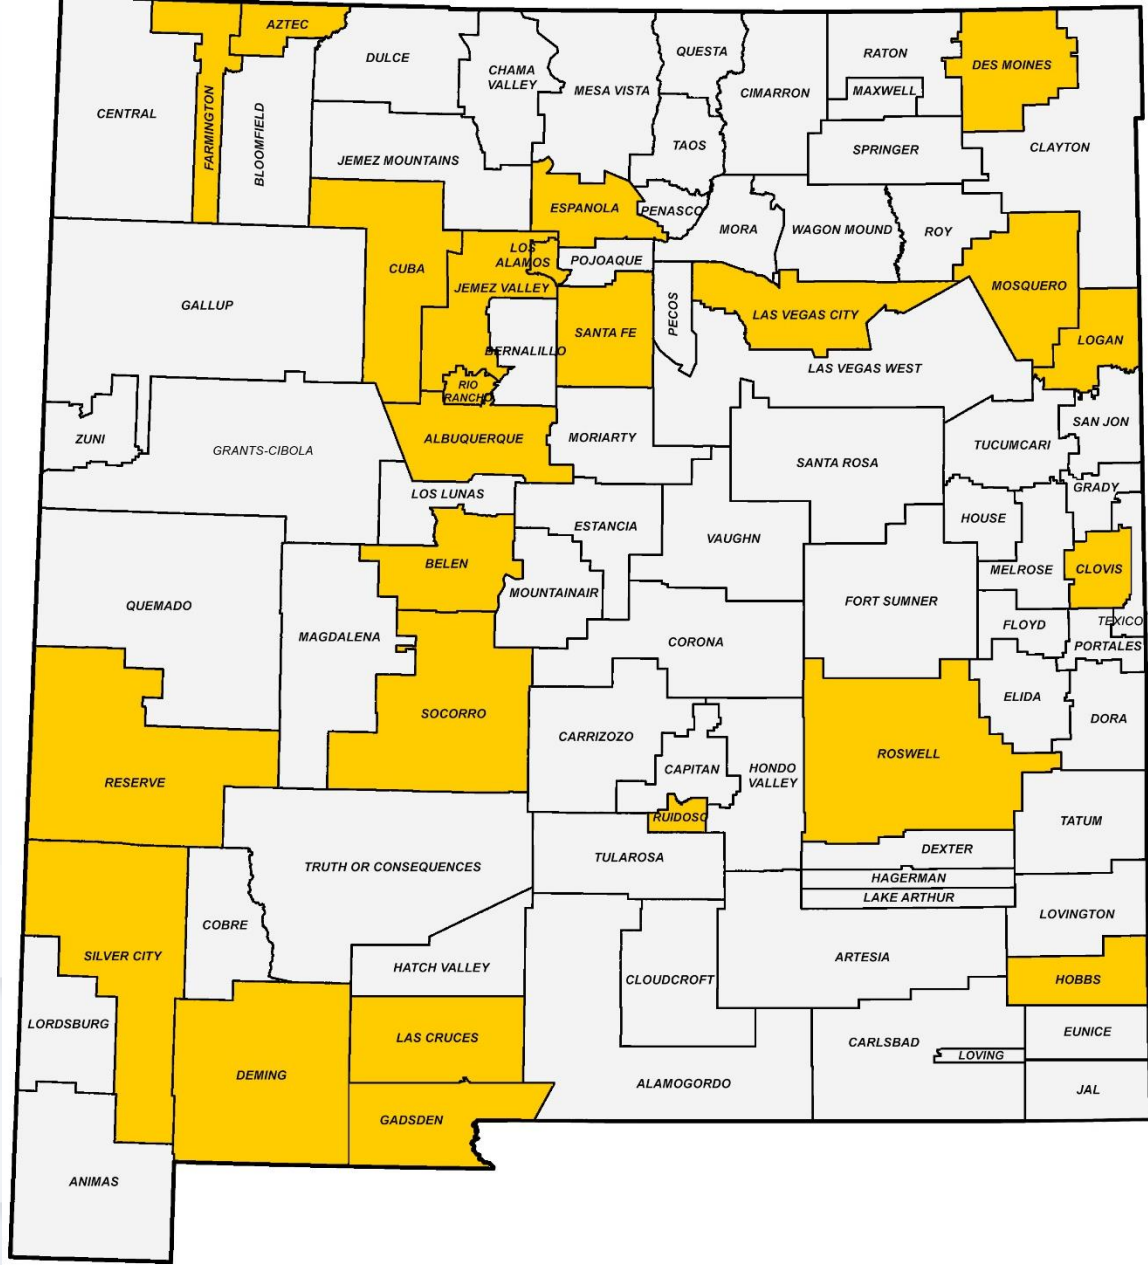 AZTEC
DULCE
CHAMA
VALLEY
QUESTA
MESA VISTA
CIMARRON
RATON
MAXWELL
DES MOINES
CENTRAL
FARMINGTON
BLOOMFIELD
JEMEZ MOUNTAINS
TAOS
SPRINGER
CLAYTON
ESPANOLA
PENASCO
MORA
WAGON MOUND
ROY
LOS
ALAMOS
POJOAQUE
CUBA
JEMEZ VALLEY
MOSQUERO
GALLUP
SANTA FE
PECOS
LAS VEGAS CITY
LOGAN
BERNALILLO
LAS VEGAS WEST
RIO
RANCHO
ZUNI
GRANTS-CIBOLA
ALBUQUERQUE
MORIARTY
SANTA ROSA
TUCUMCARI
SAN JON
LOS LUNAS
GRADY
ESTANCIA
VAUGHN
HOUSE
BELEN
MELROSE
CLOVIS
MOUNTAINAIR
FORT SUMNER
QUEMADO
MAGDALENA
CORONA
FLOYD
TEXICO
PORTALES
ELIDA
DORA
SOCORRO
CARRIZOZO
ROSWELL
RESERVE
CAPITAN
HONDO
VALLEY
RUIDOSO
TATUM
DEXTER
TULAROSA
TRUTH OR CONSEQUENCES
HAGERMAN
LAKE ARTHUR
COBRE
LOVINGTON
SILVER CITY
HATCH VALLEY
CLOUDCROFT
ARTESIA
HOBBS
LORDSBURG
LAS CRUCES
CARLSBAD
EUNICE
LOVING
DEMING
ALAMOGORDO
JAL
GADSDEN
ANIMAS